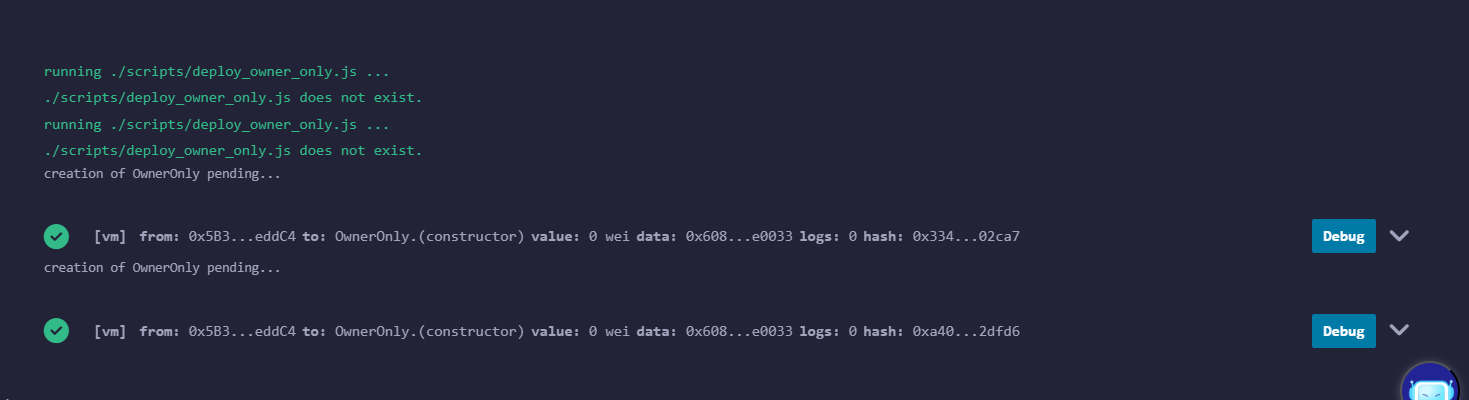 running ./scripts/deploy_owner_only.js ...
./scripts/deploy_owner_only.js does not exist.
running ./scripts/deploy_owner_only.js ...
./scripts/deploy_owner_only.js does not exist.
creation of OwnerOnly pending...
[vm] from: 0x5B3...eddC4 to: OwnerOnly.(constructor) value: 0 wei data: 0x608...e0033 logs: 0 hash: 0x334...02ca7 Debug
creation of OwnerOnly pending...
[vm] from: 0x5B3...eddC4 to: OwnerOnly.(constructor) value: 0 wei data: 0x608...e0033 logs: 0 hash: 0xa40...2dfd6 Debug